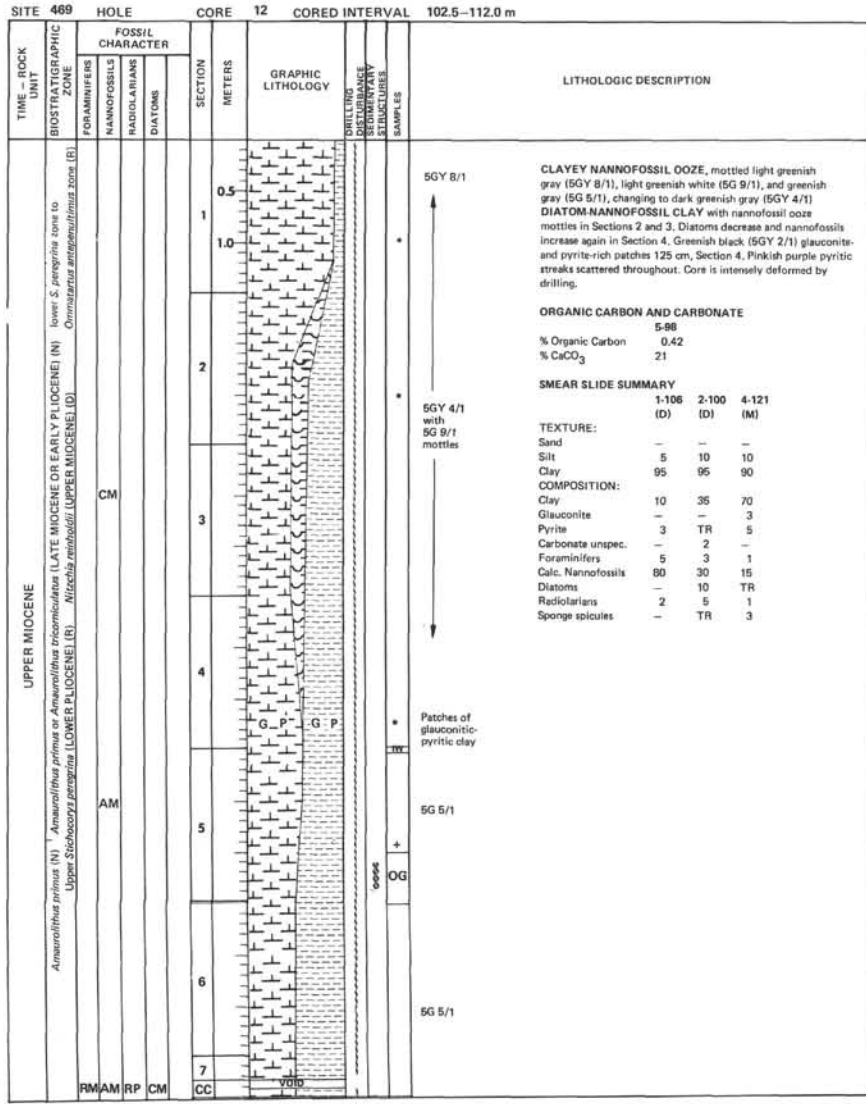 SITE 469 HOLE CORE 12 CORED INTERVAL 102.5–112.0 m
TIME – ROCK UNIT
BIOSTRATIGRAPHIC ZONE
FOSSIL CHARACTER
FORAMINIFERS
NANNOFOSSILS
RADIOLARIANS
DIATOMS
SECTION
METERS
GRAPHIC LITHOLOGY
DRILLING DISTURBANCE
SEDIMENTARY STRUCTURES
SAMPLES
LITHOLOGIC DESCRIPTION
UPPER MIOCENE
Amaurolithus primus (N) Amaurolithus primus or Amaurolithus tricorniculatus (LATE MIOCENE OR EARLY PLIOCENE) (N) lower S. peregrina zone to
Upper Stichocorys peregrina (LOWER PLIOCENE) (R) Nitzchia reinholdii (UPPER MIOCENE) (D) Ommatartus antepenultimus zone (R)
CM
AM
RM AM RP CM
1
0.5
1.0
2
3
4
5
6
7
CC
G P G P
VOID
*
*
*
IW
+
OG
5GY 8/1
5GY 4/1
with
5G 9/1
mottles
Patches of
glauconitic-
pyritic clay
5G 5/1
5G 5/1
CLAYEY NANNOFOSSIL OOZE, mottled light greenish
gray (5GY 8/1), light greenish white (5G 9/1), and greenish
gray (5G 5/1), changing to dark greenish gray (5GY 4/1)
DIATOM-NANNOFOSSIL CLAY with nannofossil ooze
mottles in Sections 2 and 3. Diatoms decrease and nannofossils
increase again in Section 4. Greenish black (5GY 2/1) glauconite-
and pyrite-rich patches 125 cm, Section 4. Pinkish purple pyritic
streaks scattered throughout. Core is intensely deformed by
drilling.
ORGANIC CARBON AND CARBONATE
5-98
% Organic Carbon 0.42
% CaCO3 21
SMEAR SLIDE SUMMARY
1-106 2-100 4-121
(D) (D) (M)
TEXTURE:
Sand – – –
Silt 5 10 10
Clay 95 95 90
COMPOSITION:
Clay 10 35 70
Glauconite – – 3
Pyrite 3 TR 5
Carbonate unspec. – 2 –
Foraminifers 5 3 1
Calc. Nannofossils 80 30 15
Diatoms – 10 TR
Radiolarians 2 5 1
Sponge spicules – TR 3